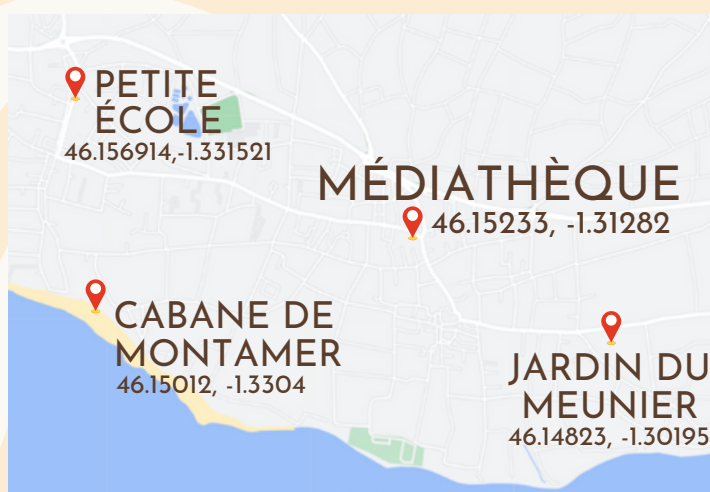 PETITE
ÉCOLE
46.156914,-1.331521
MÉDIATHÈQUE
46.15233, -1.31282
CABANE DE
MONTAMER
46.15012, -1.3304
JARDIN DU
MEUNIER
46.14823, -1.30195